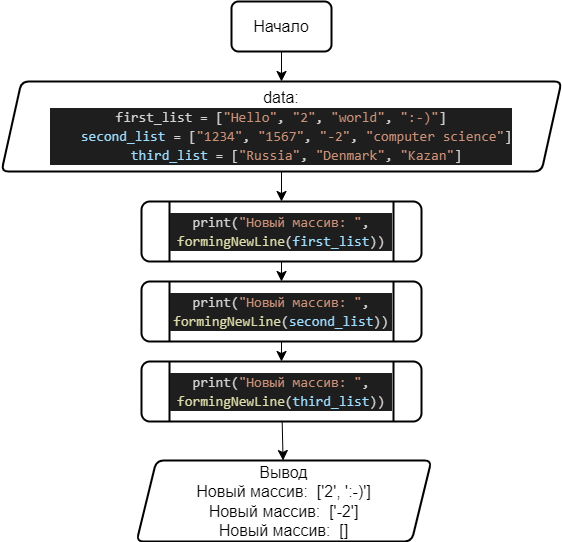 Начало
data:
first_list = ["Hello", "2", "world", ":-)"]
second_list = ["1234", "1567", "-2", "computer science"]
third_list = ["Russia", "Denmark", "Kazan"]
print("Новый массив: ",
formingNewLine(first_list))
print("Новый массив: ",
formingNewLine(second_list))
print("Новый массив: ",
formingNewLine(third_list))
Вывод
Новый массив:  ['2', ':-)']
Новый массив:  ['-2']
Новый массив:  []